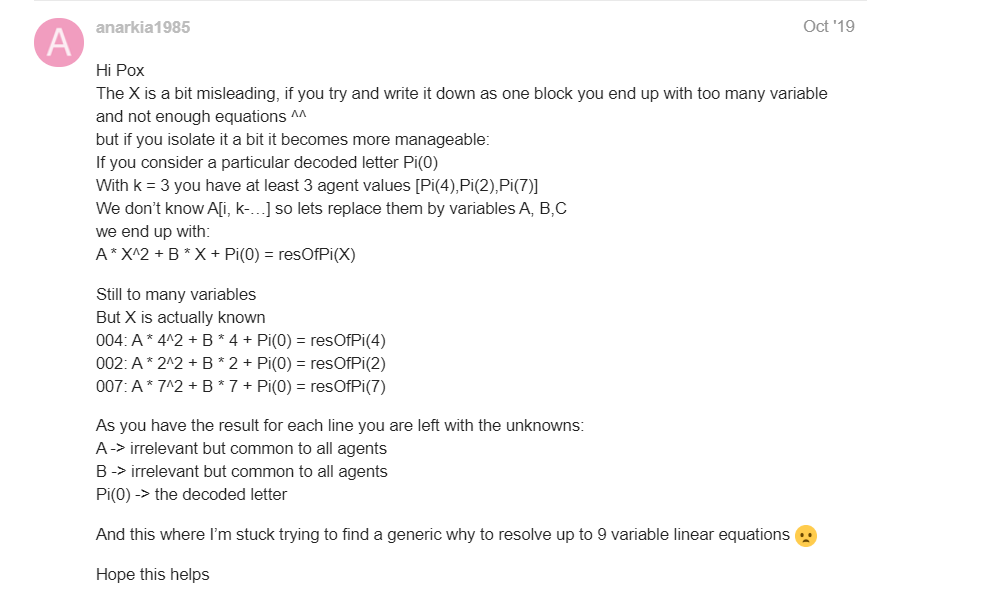 A
anarkia1985
Oct '19
Hi Pox
The X is a bit misleading, if you try and write it down as one block you end up with too many variable
and not enough equations ^^
but if you isolate it a bit it becomes more manageable:
If you consider a particular decoded letter Pi(0)
With k = 3 you have at least 3 agent values [Pi(4),Pi(2),Pi(7)]
We don’t know A[i, k-…] so lets replace them by variables A, B,C
we end up with:
A * X^2 + B * X + Pi(0) = resOfPi(X)
Still to many variables
But X is actually known
004: A * 4^2 + B * 4 + Pi(0) = resOfPi(4)
002: A * 2^2 + B * 2 + Pi(0) = resOfPi(2)
007: A * 7^2 + B * 7 + Pi(0) = resOfPi(7)
As you have the result for each line you are left with the unknowns:
A -> irrelevant but common to all agents
B -> irrelevant but common to all agents
Pi(0) -> the decoded letter
And this where I’m stuck trying to find a generic why to resolve up to 9 variable linear equations
Hope this helps